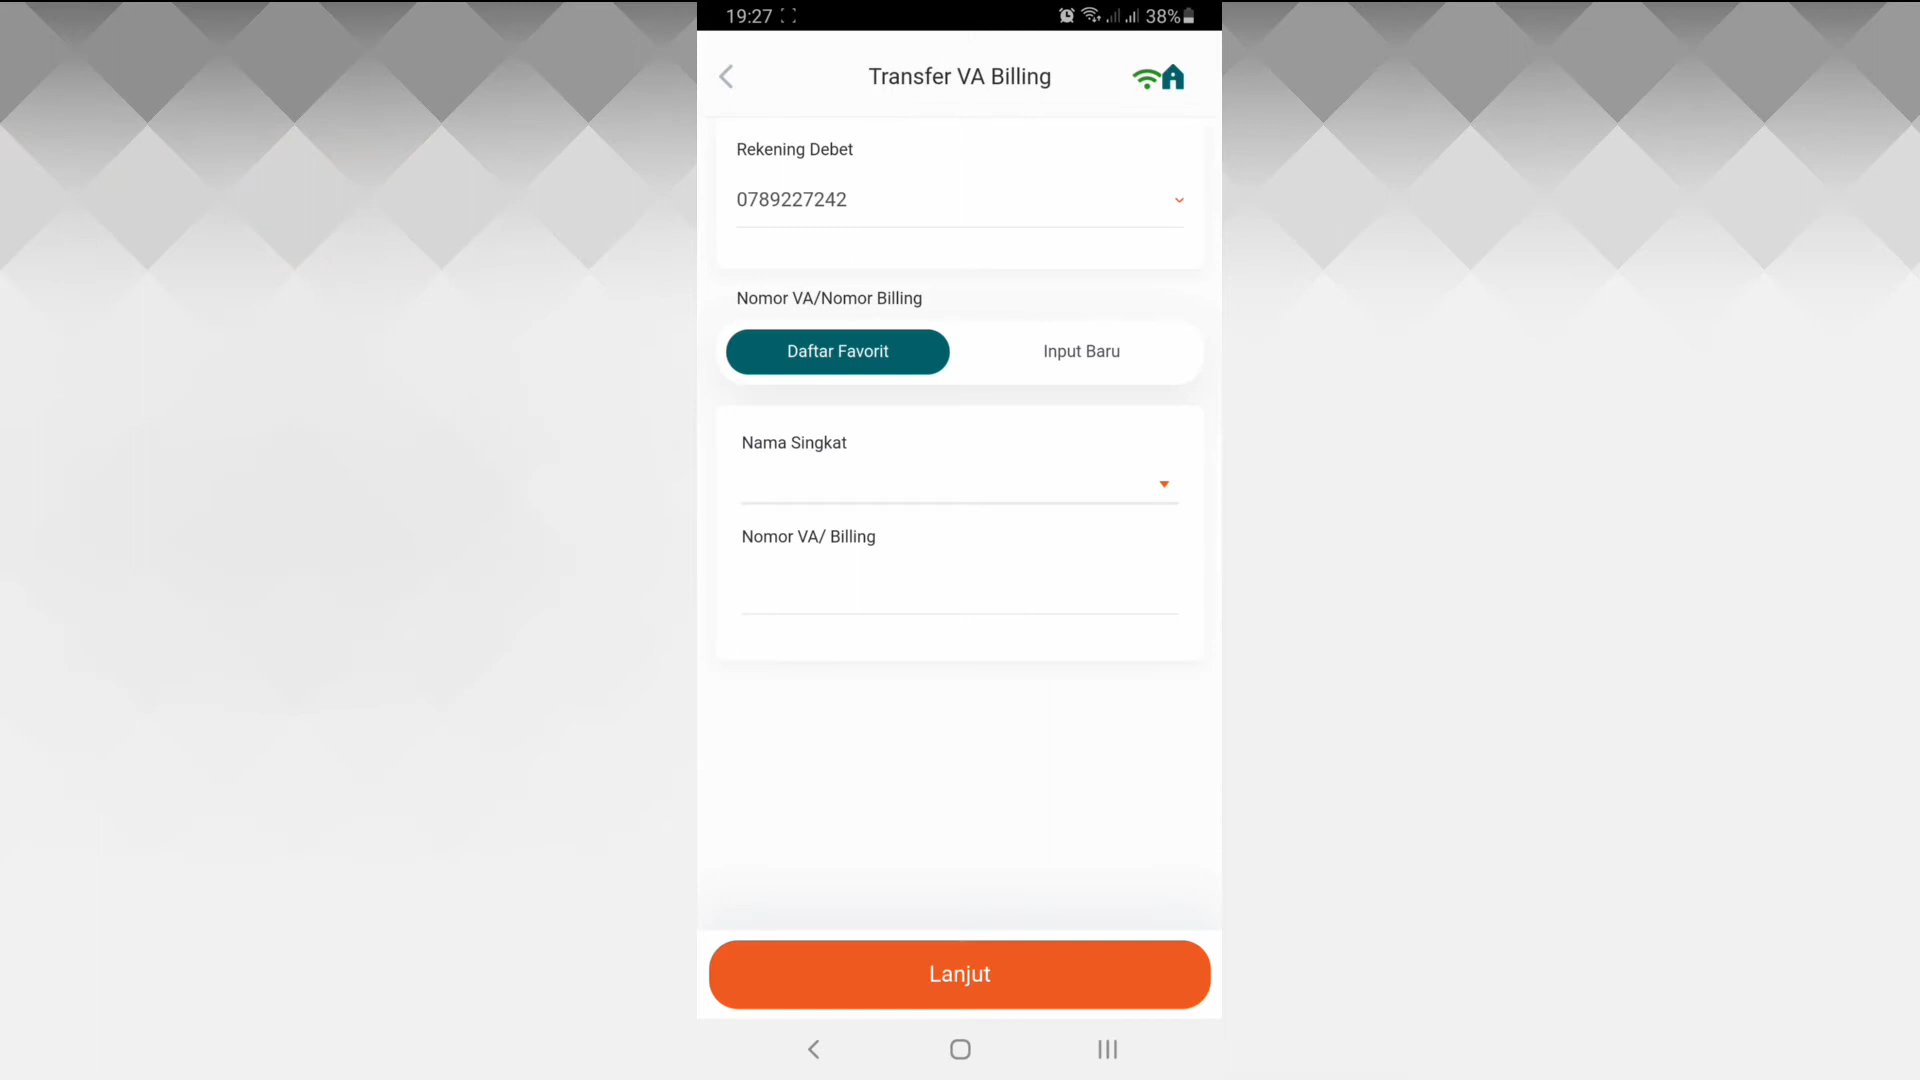 19:27
38%
Transfer VA Billing
Rekening Debet
0789227242
Nomor VA/Nomor Billing
Daftar Favorit
Input Baru
Nama Singkat
Nomor VA/ Billing
Lanjut